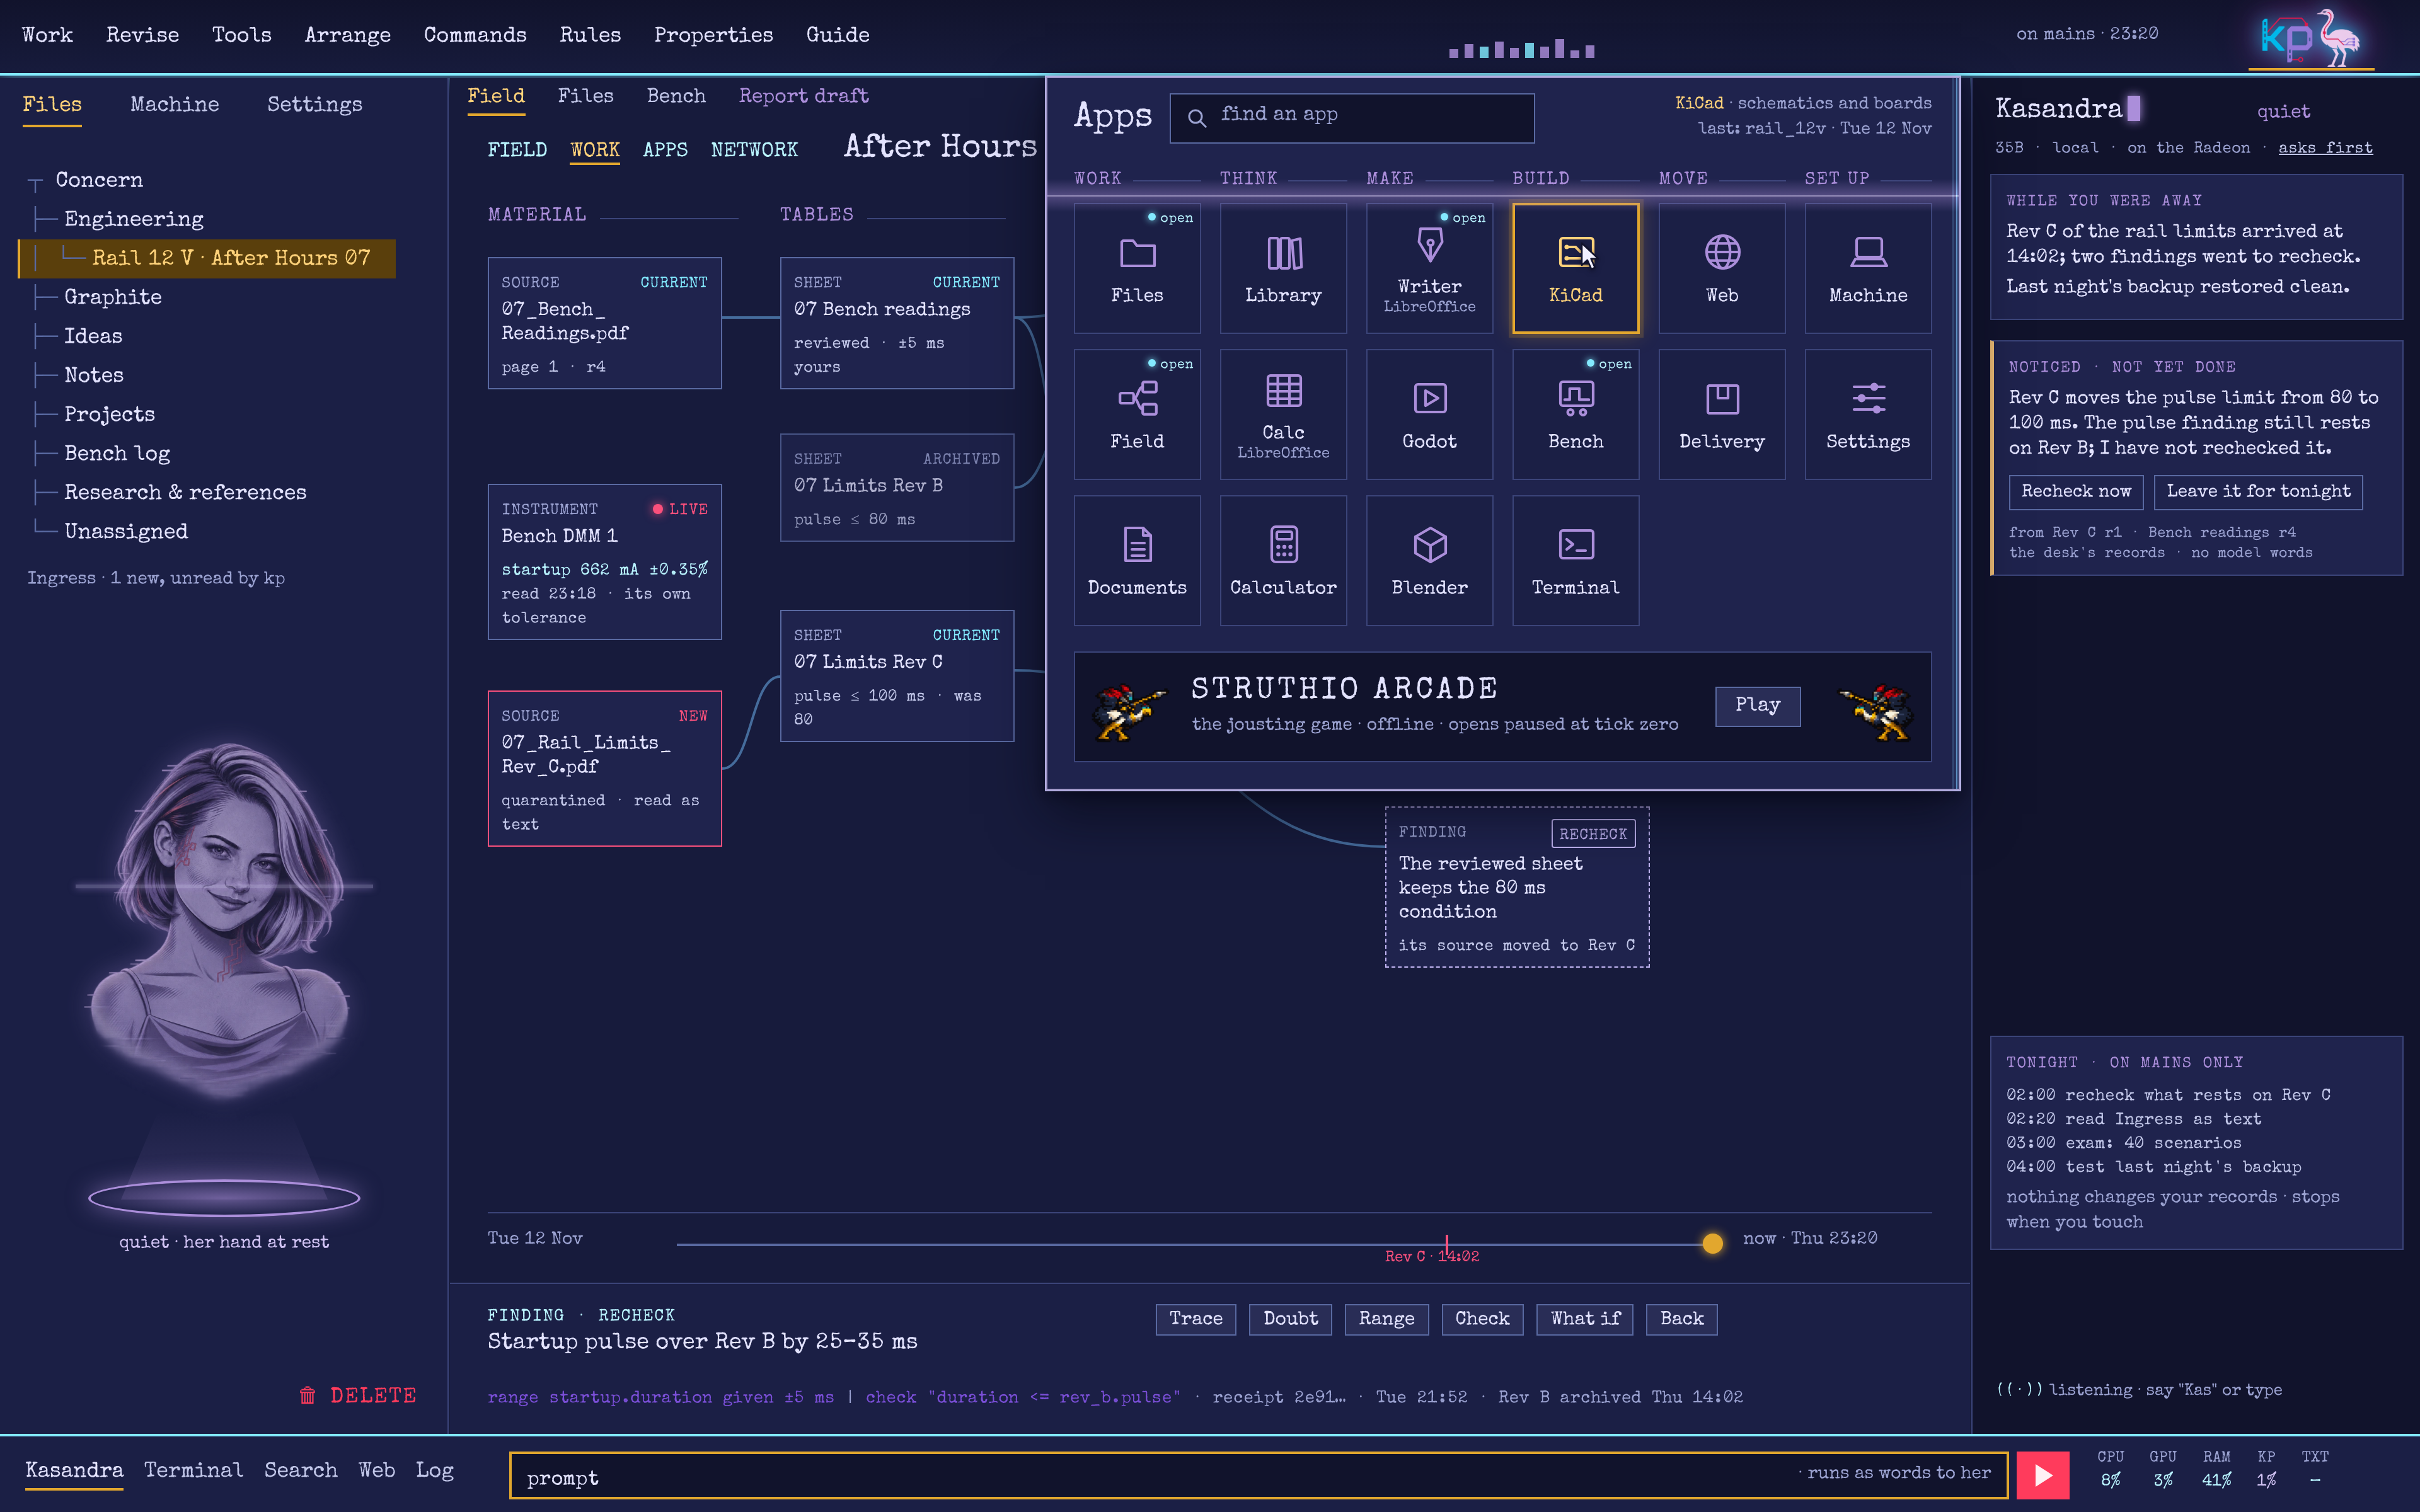 Work Revise Tools Arrange Commands Rules Properties Guide
on mains · 23:20
kp
Files Machine Settings
Concern
Engineering
Rail 12 V · After Hours 07
Graphite
Ideas
Notes
Projects
Bench log
Research & references
Unassigned
Ingress · 1 new, unread by kp
quiet · her hand at rest
DELETE
Field Files Bench Report draft
FIELD WORK APPS NETWORK After Hours
MATERIAL
TABLES
SOURCE CURRENT
07_Bench_
Readings.pdf
page 1 · r4
INSTRUMENT LIVE
Bench DMM 1
startup 662 mA ±0.35%
read 23:18 · its own
tolerance
SOURCE NEW
07_Rail_Limits_
Rev_C.pdf
quarantined · read as
text
SHEET CURRENT
07 Bench readings
reviewed · ±5 ms
yours
SHEET ARCHIVED
07 Limits Rev B
pulse ≤ 80 ms
SHEET CURRENT
07 Limits Rev C
pulse ≤ 100 ms · was
80
Apps
find an app
KiCad · schematics and boards
last: rail_12v · Tue 12 Nov
WORK THINK MAKE BUILD MOVE SET UP
open
Files
Library
open
Writer
LibreOffice
KiCad
Web
Machine
open
Field
Calc
LibreOffice
Godot
open
Bench
Delivery
Settings
Documents
Calculator
Blender
Terminal
STRUTHIO ARCADE
the jousting game · offline · opens paused at tick zero
Play
FINDING RECHECK
The reviewed sheet
keeps the 80 ms
condition
its source moved to Rev C
Tue 12 Nov
Rev C · 14:02
now · Thu 23:20
FINDING · RECHECK
Startup pulse over Rev B by 25–35 ms
Trace Doubt Range Check What if Back
range startup.duration given ±5 ms | check "duration <= rev_b.pulse" · receipt 2e91… · Tue 21:52 · Rev B archived Thu 14:02
Kasandra quiet
35B · local · on the Radeon · asks first
WHILE YOU WERE AWAY
Rev C of the rail limits arrived at
14:02; two findings went to recheck.
Last night's backup restored clean.
NOTICED · NOT YET DONE
Rev C moves the pulse limit from 80 to
100 ms. The pulse finding still rests
on Rev B; I have not rechecked it.
Recheck now Leave it for tonight
from Rev C r1 · Bench readings r4
the desk's records · no model words
TONIGHT · ON MAINS ONLY
02:00 recheck what rests on Rev C
02:20 read Ingress as text
03:00 exam: 40 scenarios
04:00 test last night's backup
nothing changes your records · stops
when you touch
((·)) listening · say "Kas" or type
Kasandra Terminal Search Web Log
prompt
· runs as words to her
CPU GPU RAM KP TXT
8% 3% 41% 1% —